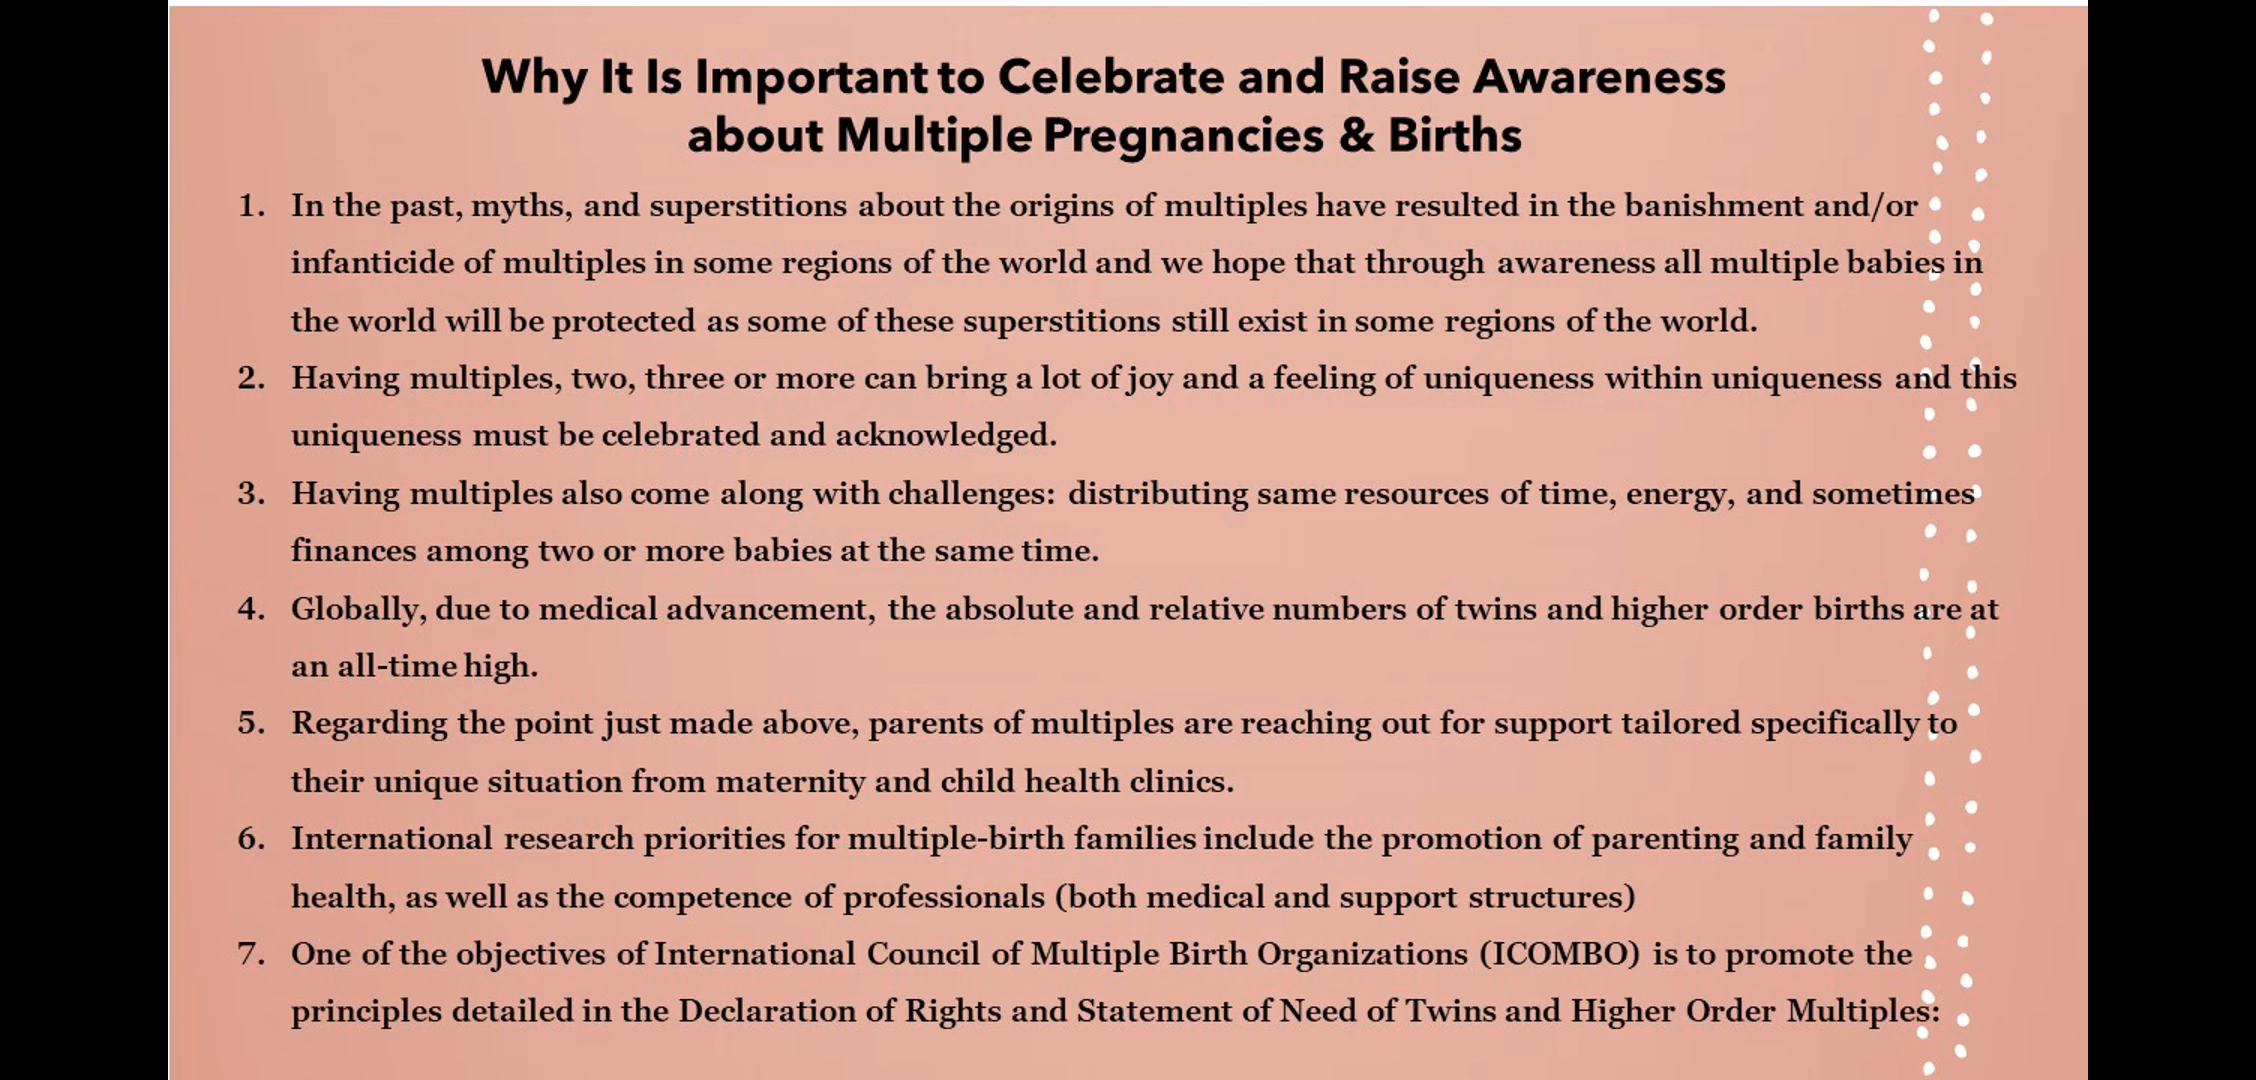 Why It Is Important to Celebrate and Raise Awareness
about Multiple Pregnancies & Births
1. In the past, myths, and superstitions about the origins of multiples have resulted in the banishment and/or
infanticide of multiples in some regions of the world and we hope that through awareness all multiple babies in
the world will be protected as some of these superstitions still exist in some regions of the world.
2. Having multiples, two, three or more can bring a lot of joy and a feeling of uniqueness within uniqueness and this
uniqueness must be celebrated and acknowledged.
3. Having multiples also come along with challenges: distributing same resources of time, energy, and sometimes
finances among two or more babies at the same time.
4. Globally, due to medical advancement, the absolute and relative numbers of twins and higher order births are at
an all-time high.
5. Regarding the point just made above, parents of multiples are reaching out for support tailored specifically to
their unique situation from maternity and child health clinics.
6. International research priorities for multiple-birth families include the promotion of parenting and family
health, as well as the competence of professionals (both medical and support structures)
7. One of the objectives of International Council of Multiple Birth Organizations (ICOMBO) is to promote the
principles detailed in the Declaration of Rights and Statement of Need of Twins and Higher Order Multiples: